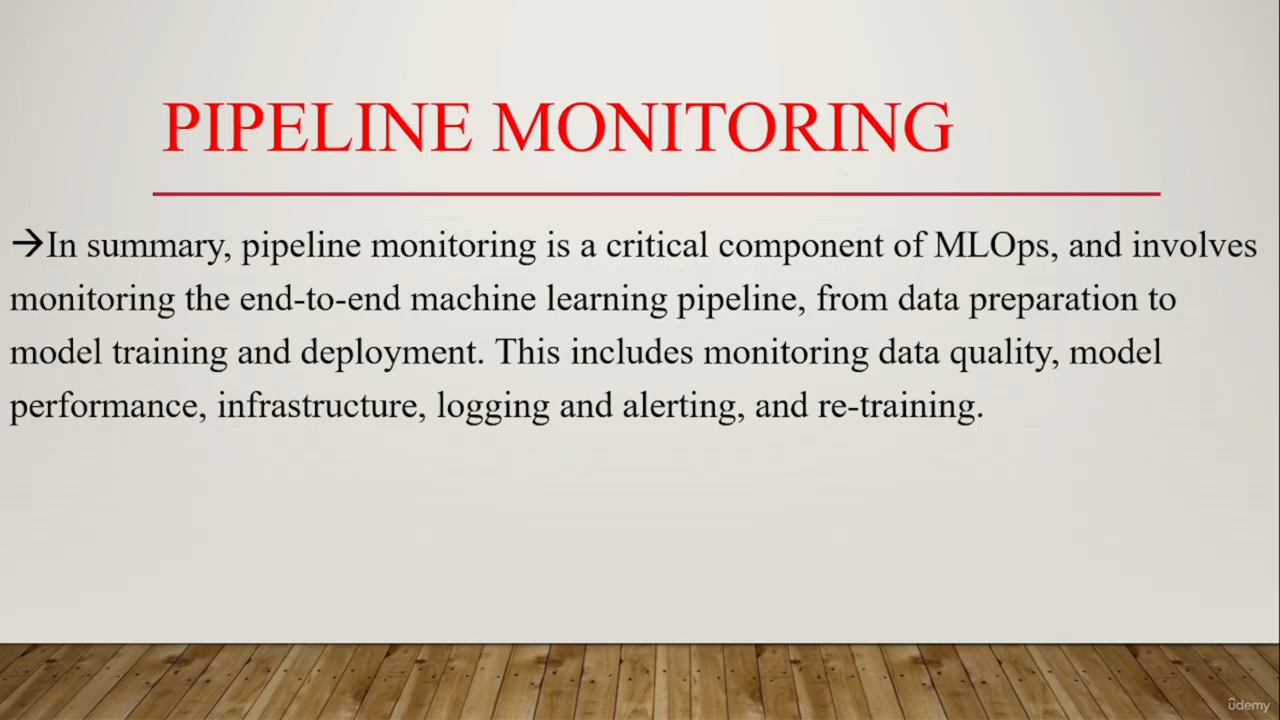 PIPELINE MONITORING
→In summary, pipeline monitoring is a critical component of MLOps, and involves
monitoring the end-to-end machine learning pipeline, from data preparation to
model training and deployment. This includes monitoring data quality, model
performance, infrastructure, logging and alerting, and re-training.
ûdemy